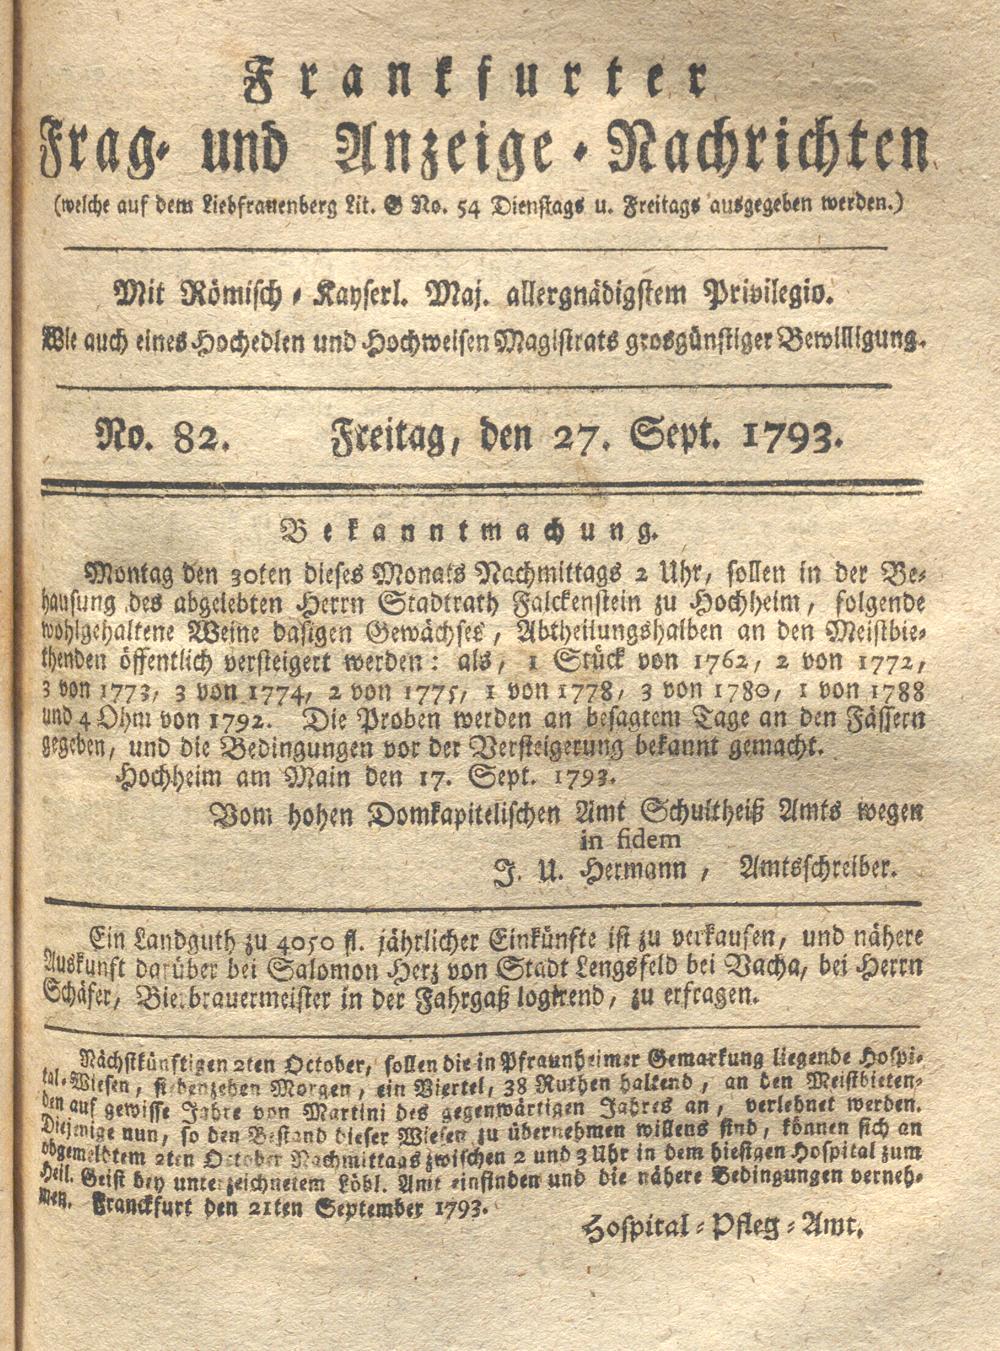 Frankfurter
Frag- und Anzeige-Nachrichten
(welche auf dem Liebfrauenberg Lit. G No. 54 Dienstags u. Freitags ausgegeben werden.)
Mit Römisch-Kayserl. Maj. allergnädigstem Privilegio.
Wie auch eines Hochedlen und Hochweisen Magistrats grosgünstiger Bewilligung.
No. 82. Freitag, den 27. Sept. 1793.
Bekanntmachung.
Montag den 30ten dieses Monats Nachmittags 2 Uhr, sollen in der Be-
hausung des abgelebten Herrn Stadtrath Falckenstein zu Hochheim, folgende
wohlgehaltene Weine dasigen Gewächses, Abtheilungshalben an den Meistbie-
thenden öffentlich versteigert werden: als, 1 Stück von 1762, 2 von 1772,
3 von 1773, 3 von 1774, 2 von 1775, 1 von 1778, 3 von 1780, 1 von 1788
und 4 Ohm von 1792. Die Proben werden an besagtem Tage an den Fässern
gegeben, und die Bedingungen vor der Versteigerung bekannt gemacht.
Hochheim am Main den 17. Sept. 1793.
Vom hohen Domkapitelischen Amt Schultheiß Amts wegen
in fidem
J. U. Hermann, Amtsschreiber.
Ein Landguth zu 4050 fl. jährlicher Einkünfte ist zu verkaufen, und nähere
Auskunft darüber bei Salomon Herz von Stadt Lengsfeld bei Vacha, bei Herrn
Schäfer, Bierbrauermeister in der Fahrgaß logirend, zu erfragen.
Nächstkünftigen 2ten October, sollen die in Pfraunheimer Gemarkung liegende Hospi-
tal-Wiesen, siebenzehen Morgen, ein Viertel, 38 Ruthen haltend, an den Meistbieten-
den auf gewisse Jahre von Martini des gegenwärtigen Jahres an, verlehnet werden.
Diejenige nun, so den Bestand dieser Wiesen zu übernehmen willens sind, können sich an
obgemeldtem 2ten October Nachmittags zwischen 2 und 3 Uhr in dem hiesigen Hospital zum
Heil. Geist bey unterzeichnetem Löbl. Amt einfinden und die nähere Bedingungen verneh-
men. Franckfurt den 21ten September 1793.
Hospital-Pfleg-Amt.